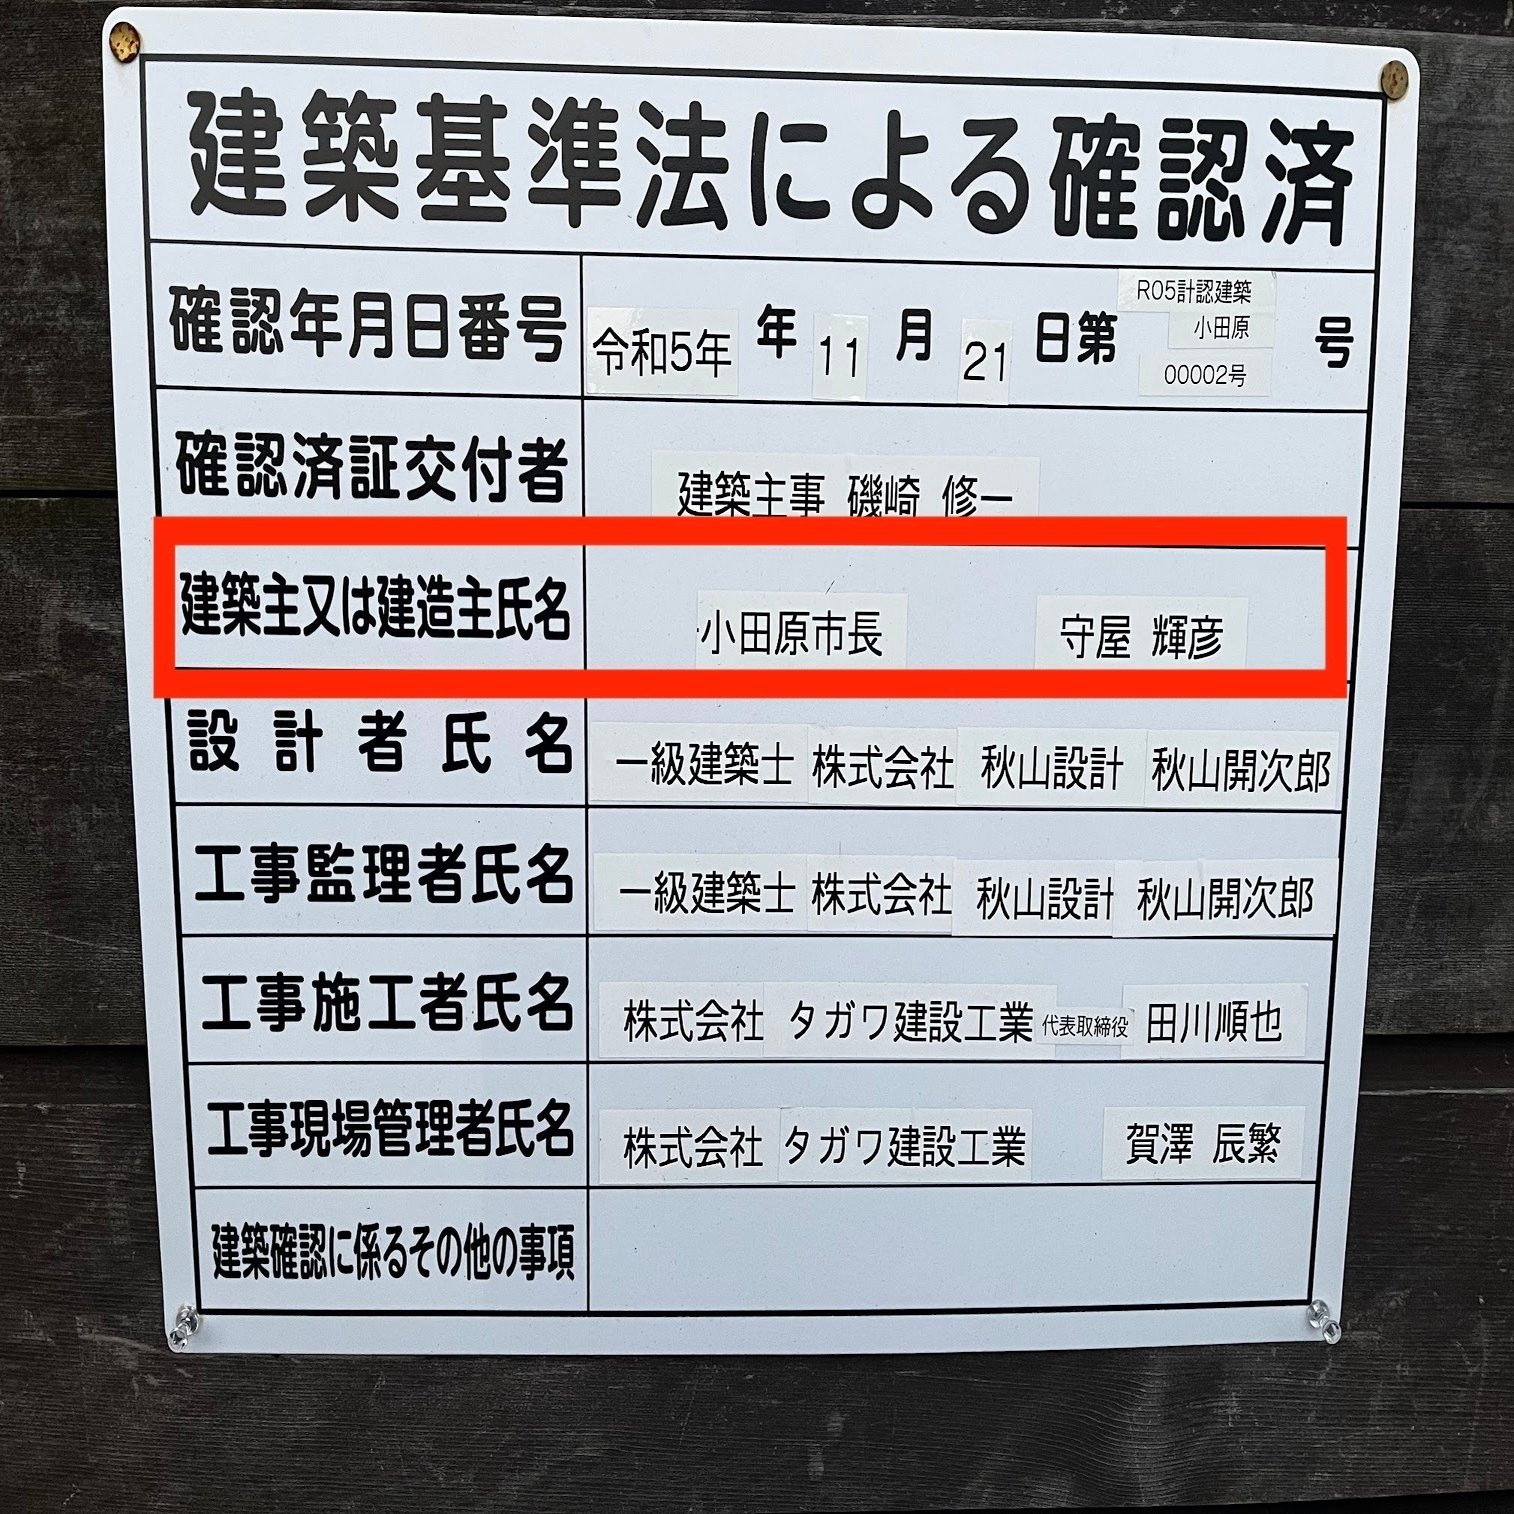 建築基準法による確認済
確認年月日番号 令和5年 年 11 月 21 日第 R05計認建築 小田原 00002号 号
確認済証交付者 建築主事 磯崎 修一
建築主又は建造主氏名 小田原市長 守屋 輝彦
設計者氏名 一級建築士 株式会社 秋山設計 秋山開次郎
工事監理者氏名 一級建築士 株式会社 秋山設計 秋山開次郎
工事施工者氏名 株式会社 タガワ建設工業 代表取締役 田川順也
工事現場管理者氏名 株式会社 タガワ建設工業 賀澤 辰繁
建築確認に係るその他の事項